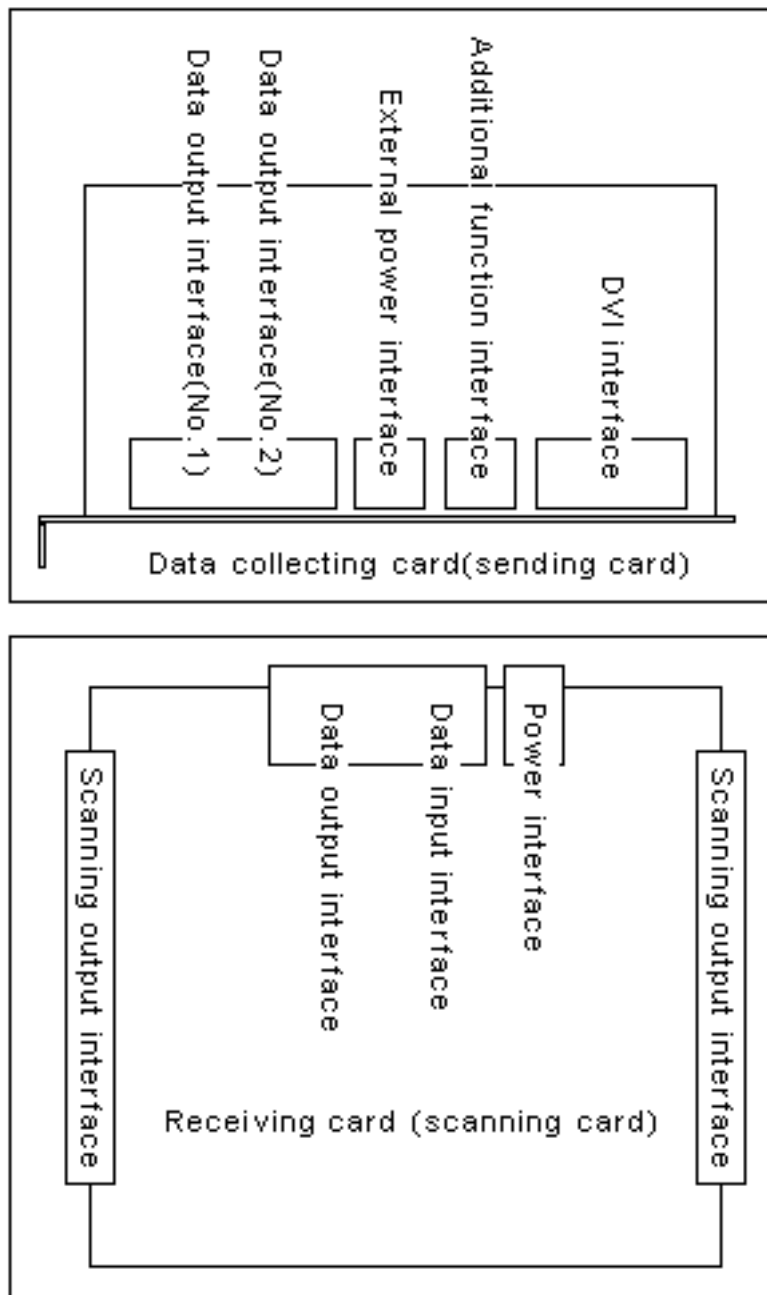 Data output interface(No.1)
Data output interface(No.2)
External power interface
Additional function interface
DVI interface
Data collecting card(sending card)
Scanning output interface
Data output interface
Data input interface
Power interface
Scanning output interface
Receiving card (scanning card)